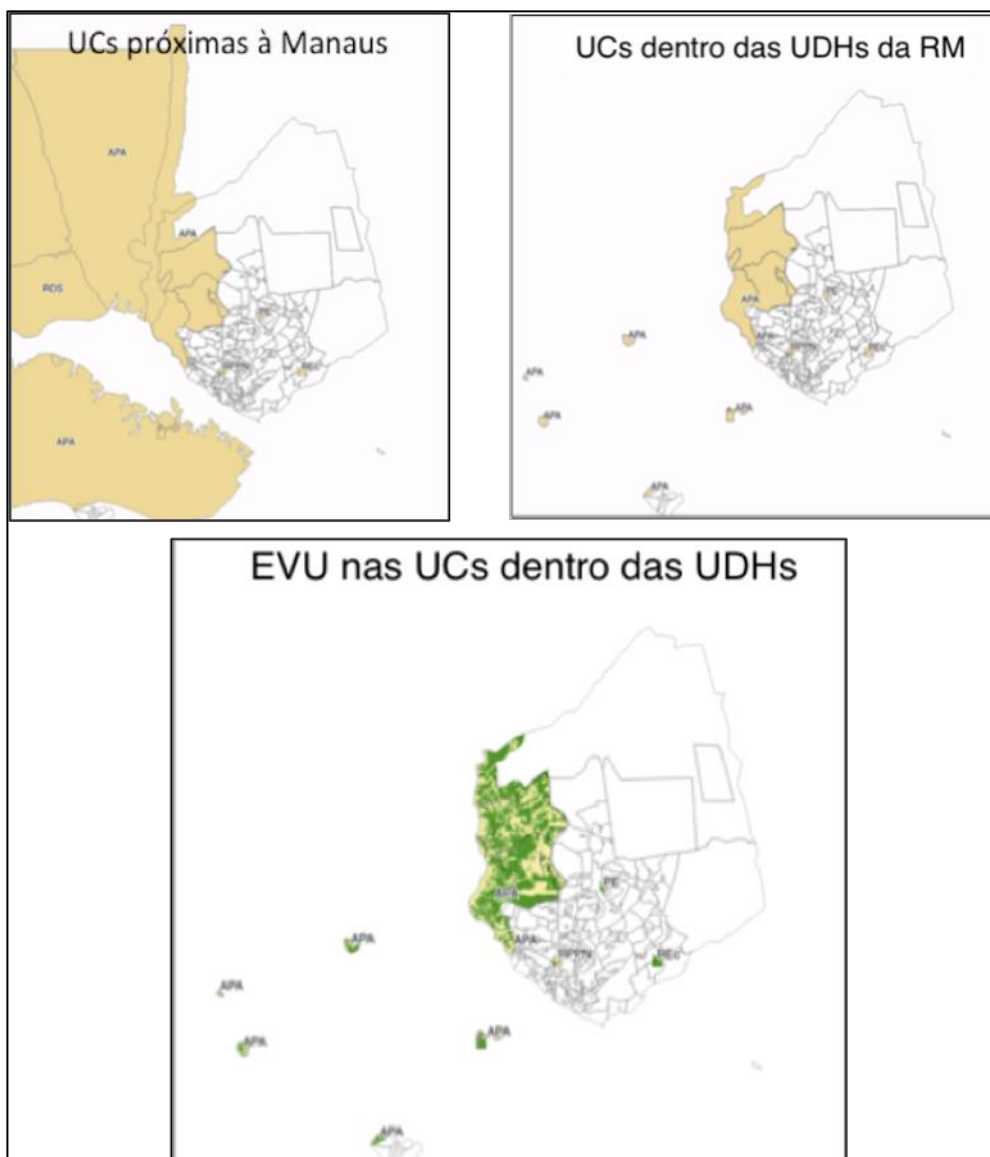 UCs próximas à Manaus
APA
APA
RDS
PE
RPPN
REc
APA
UCs dentro das UDHs da RM
PE
APA
APA
APA
RPPN
REc
APA
APA
APA
APA
EVU nas UCs dentro das UDHs
PE
APA
APA
APA
RPPN
REc
APA
APA
APA
APA